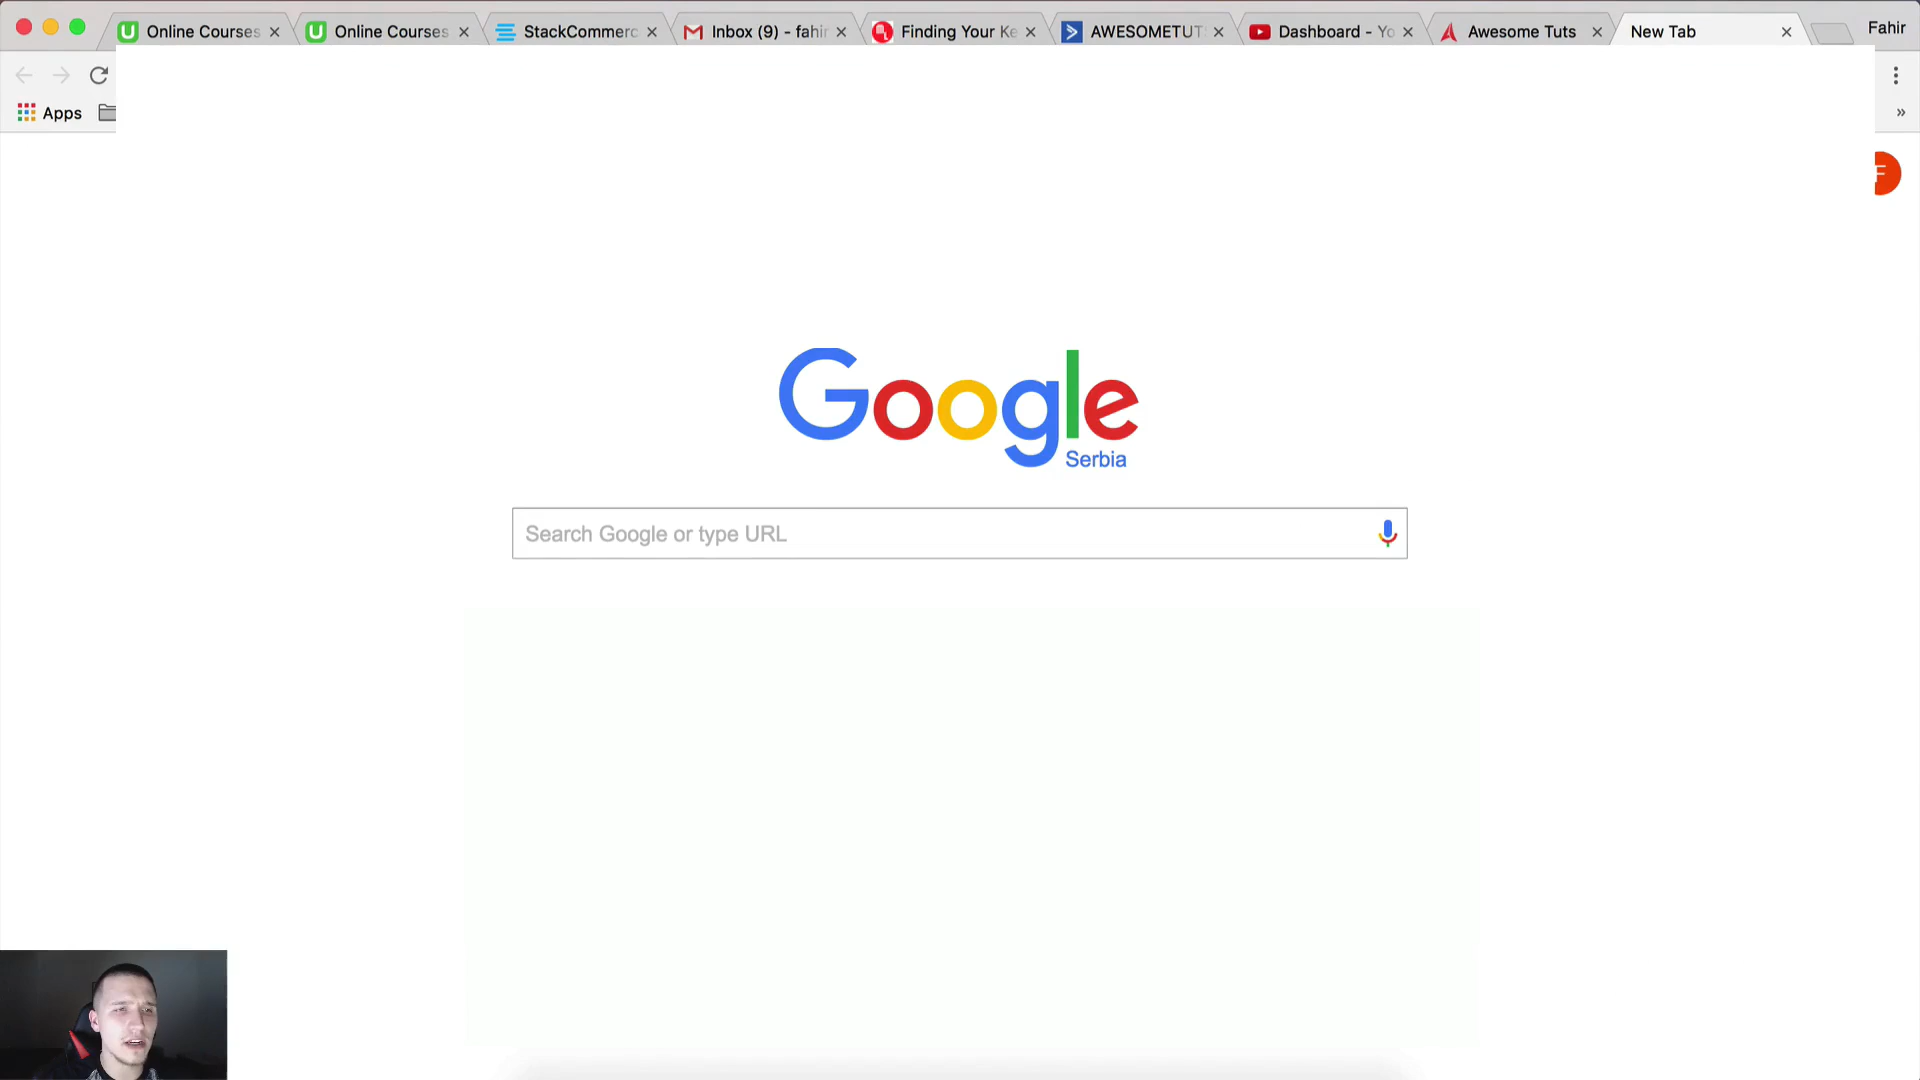 Online Courses
Online Courses
StackCommerc
Inbox (9) - fahir
Finding Your Ke
AWESOMETUT
Dashboard - Yo
Awesome Tuts
New Tab
Fahir
Apps
»
F
Google
Serbia
Search Google or type URL